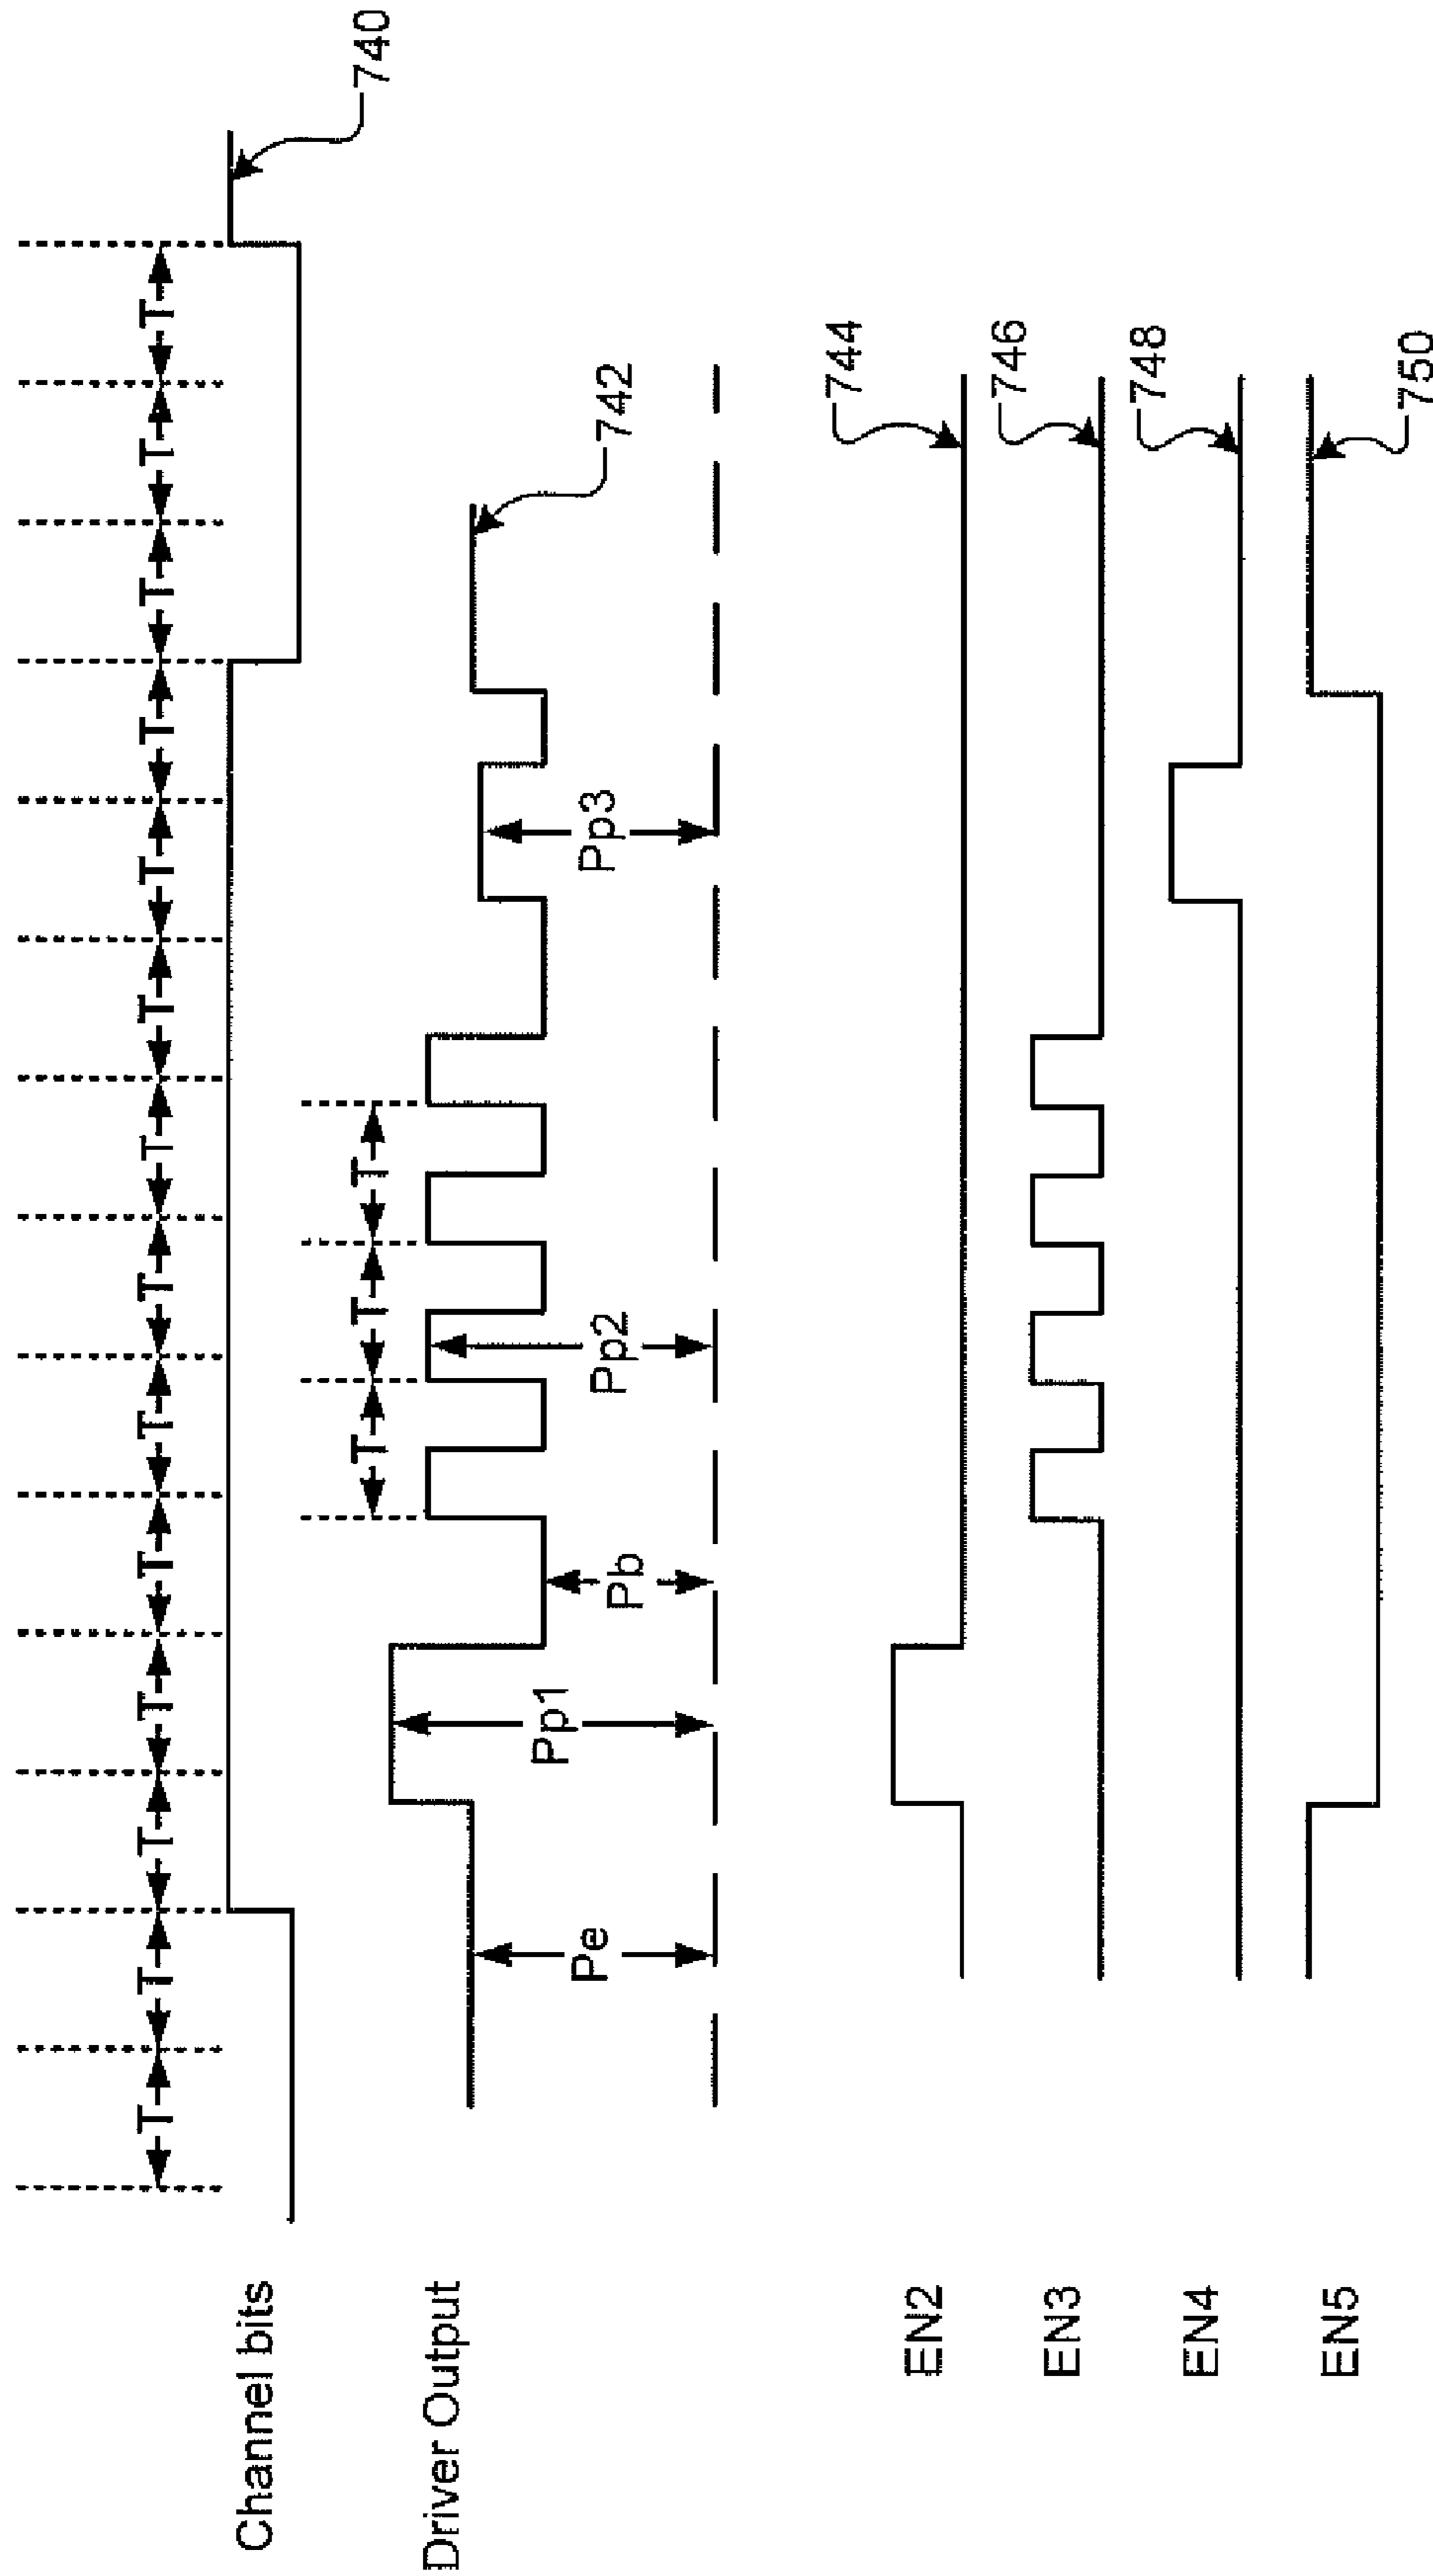 T T T T T T T T T T T T T T
Channel bits
740
T T T
Driver Output
Pe
Pp1
Pb
Pp2
Pp3
742
EN2
744
EN3
746
EN4
748
EN5
750